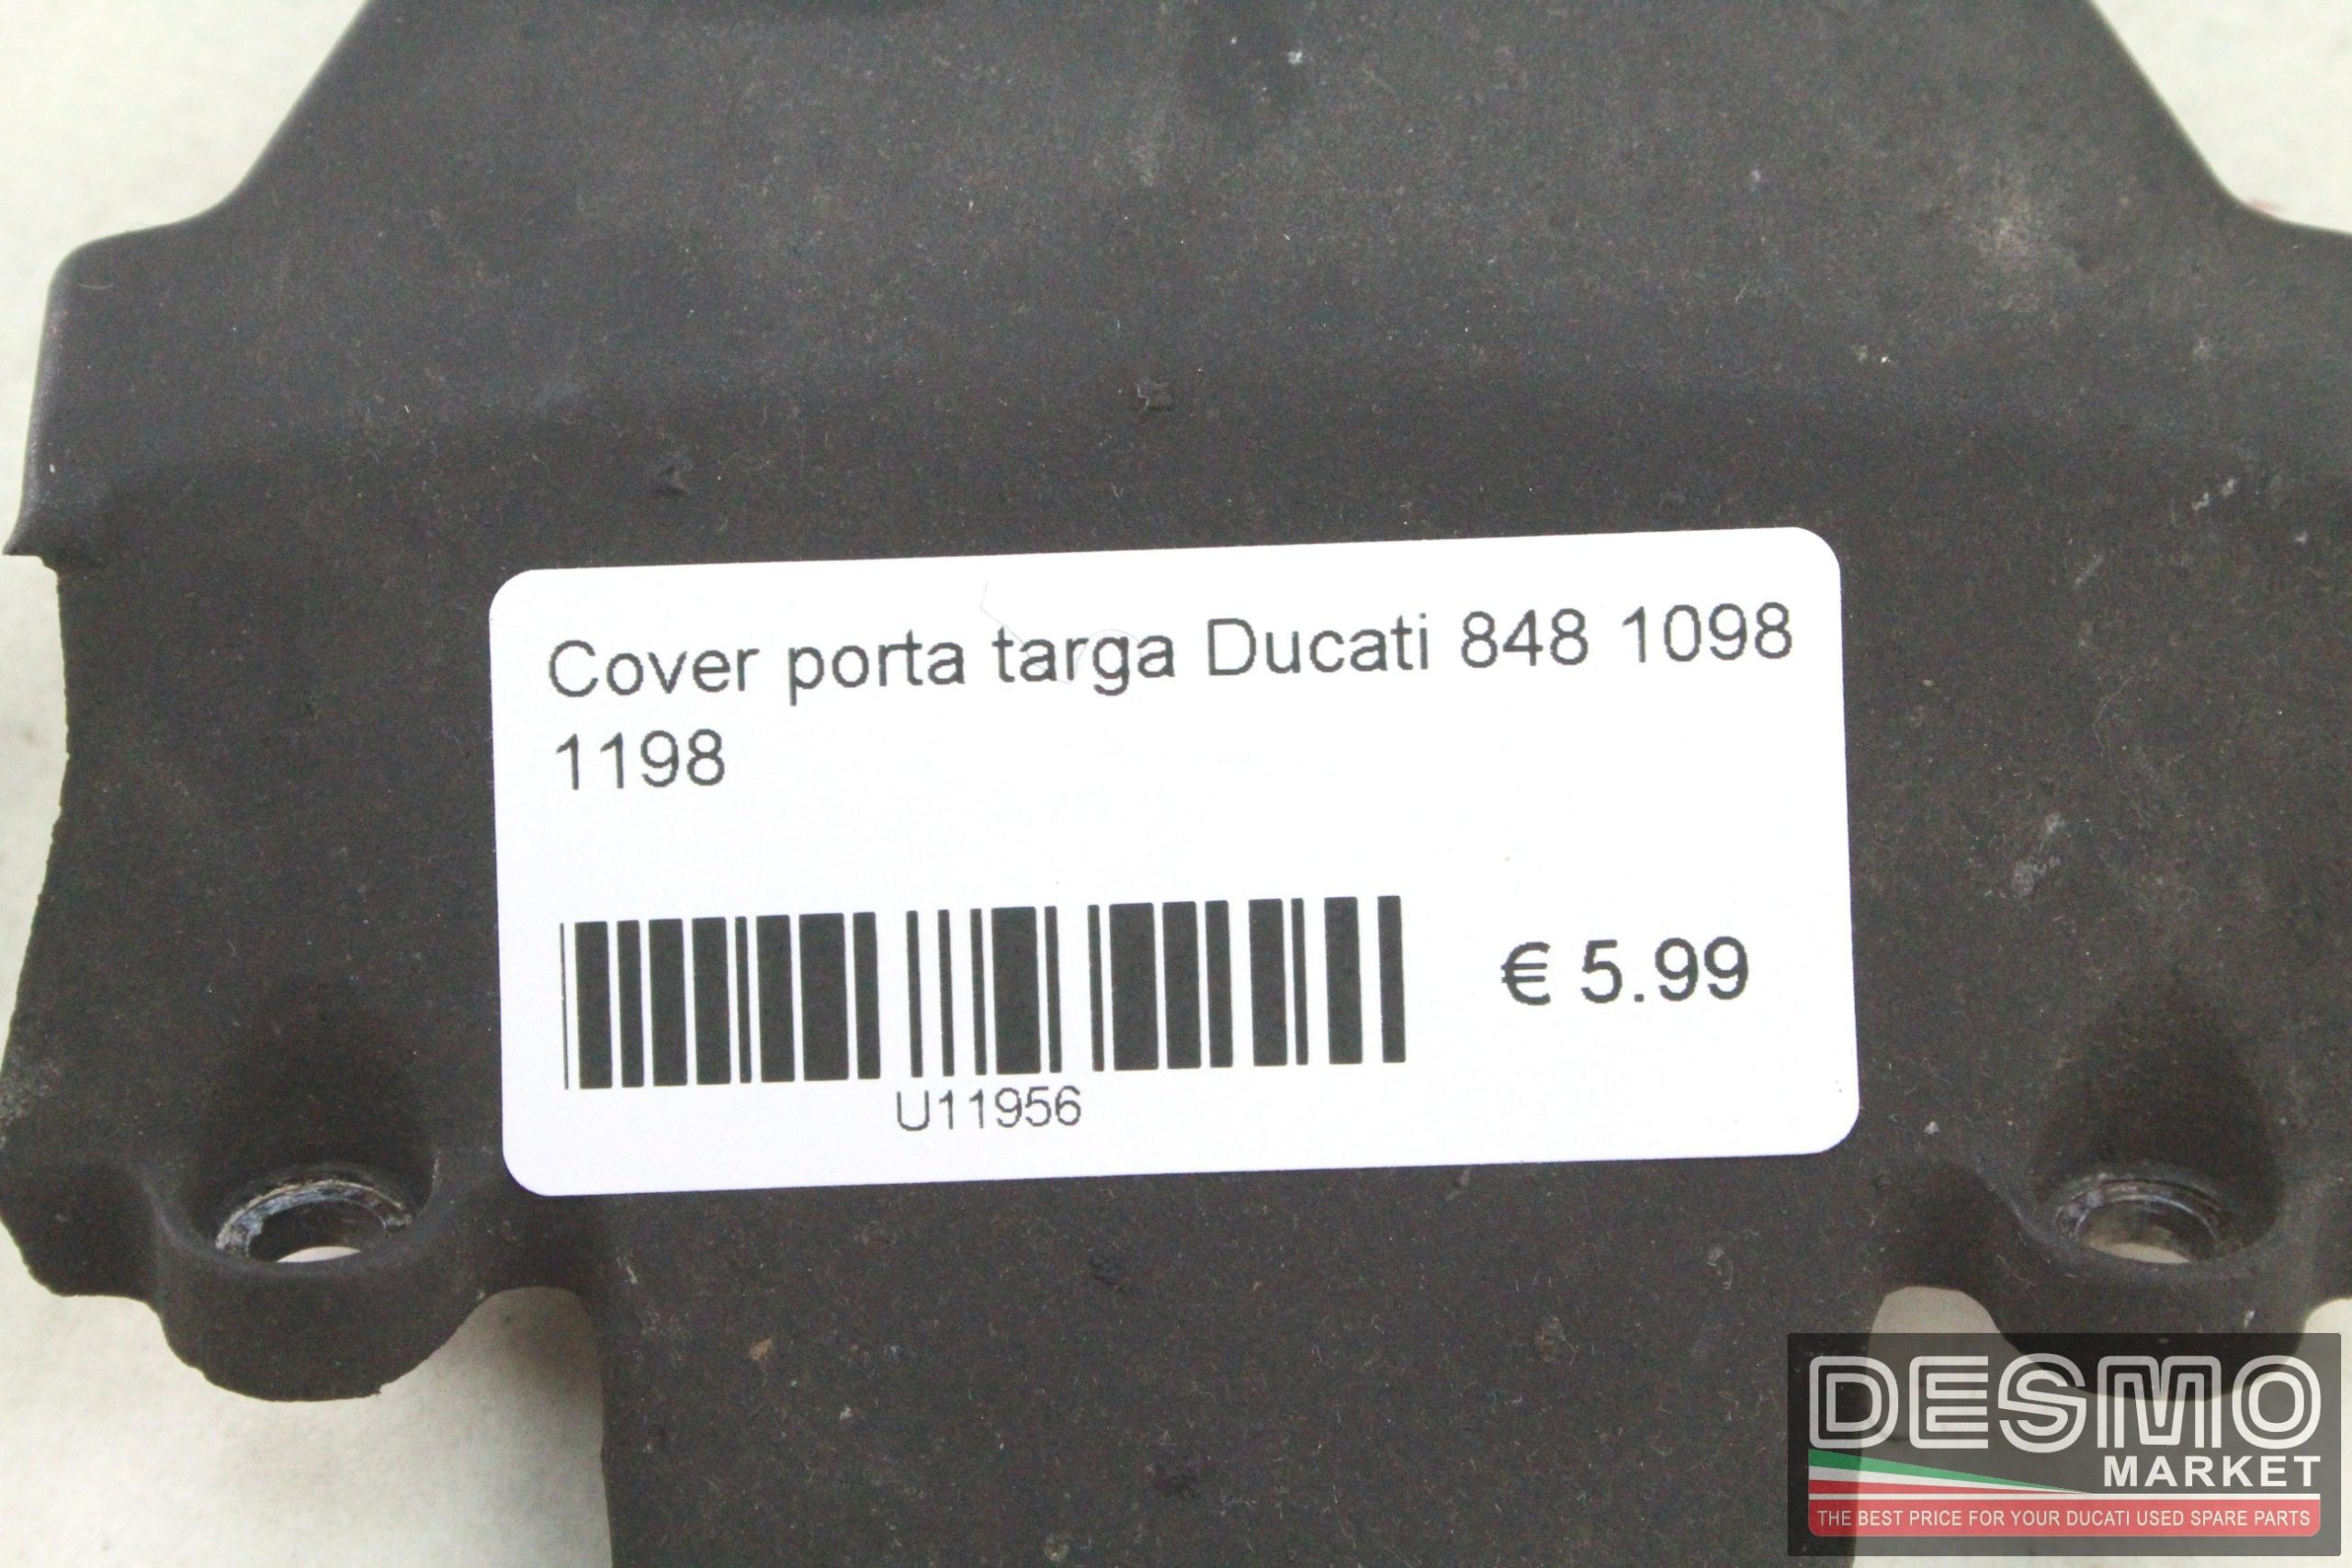 Cover porta targa Ducati 848 1098
1198
€ 5.99
U11956
DESMO
MARKET
THE BEST PRICE FOR YOUR DUCATI USED SPARE PARTS